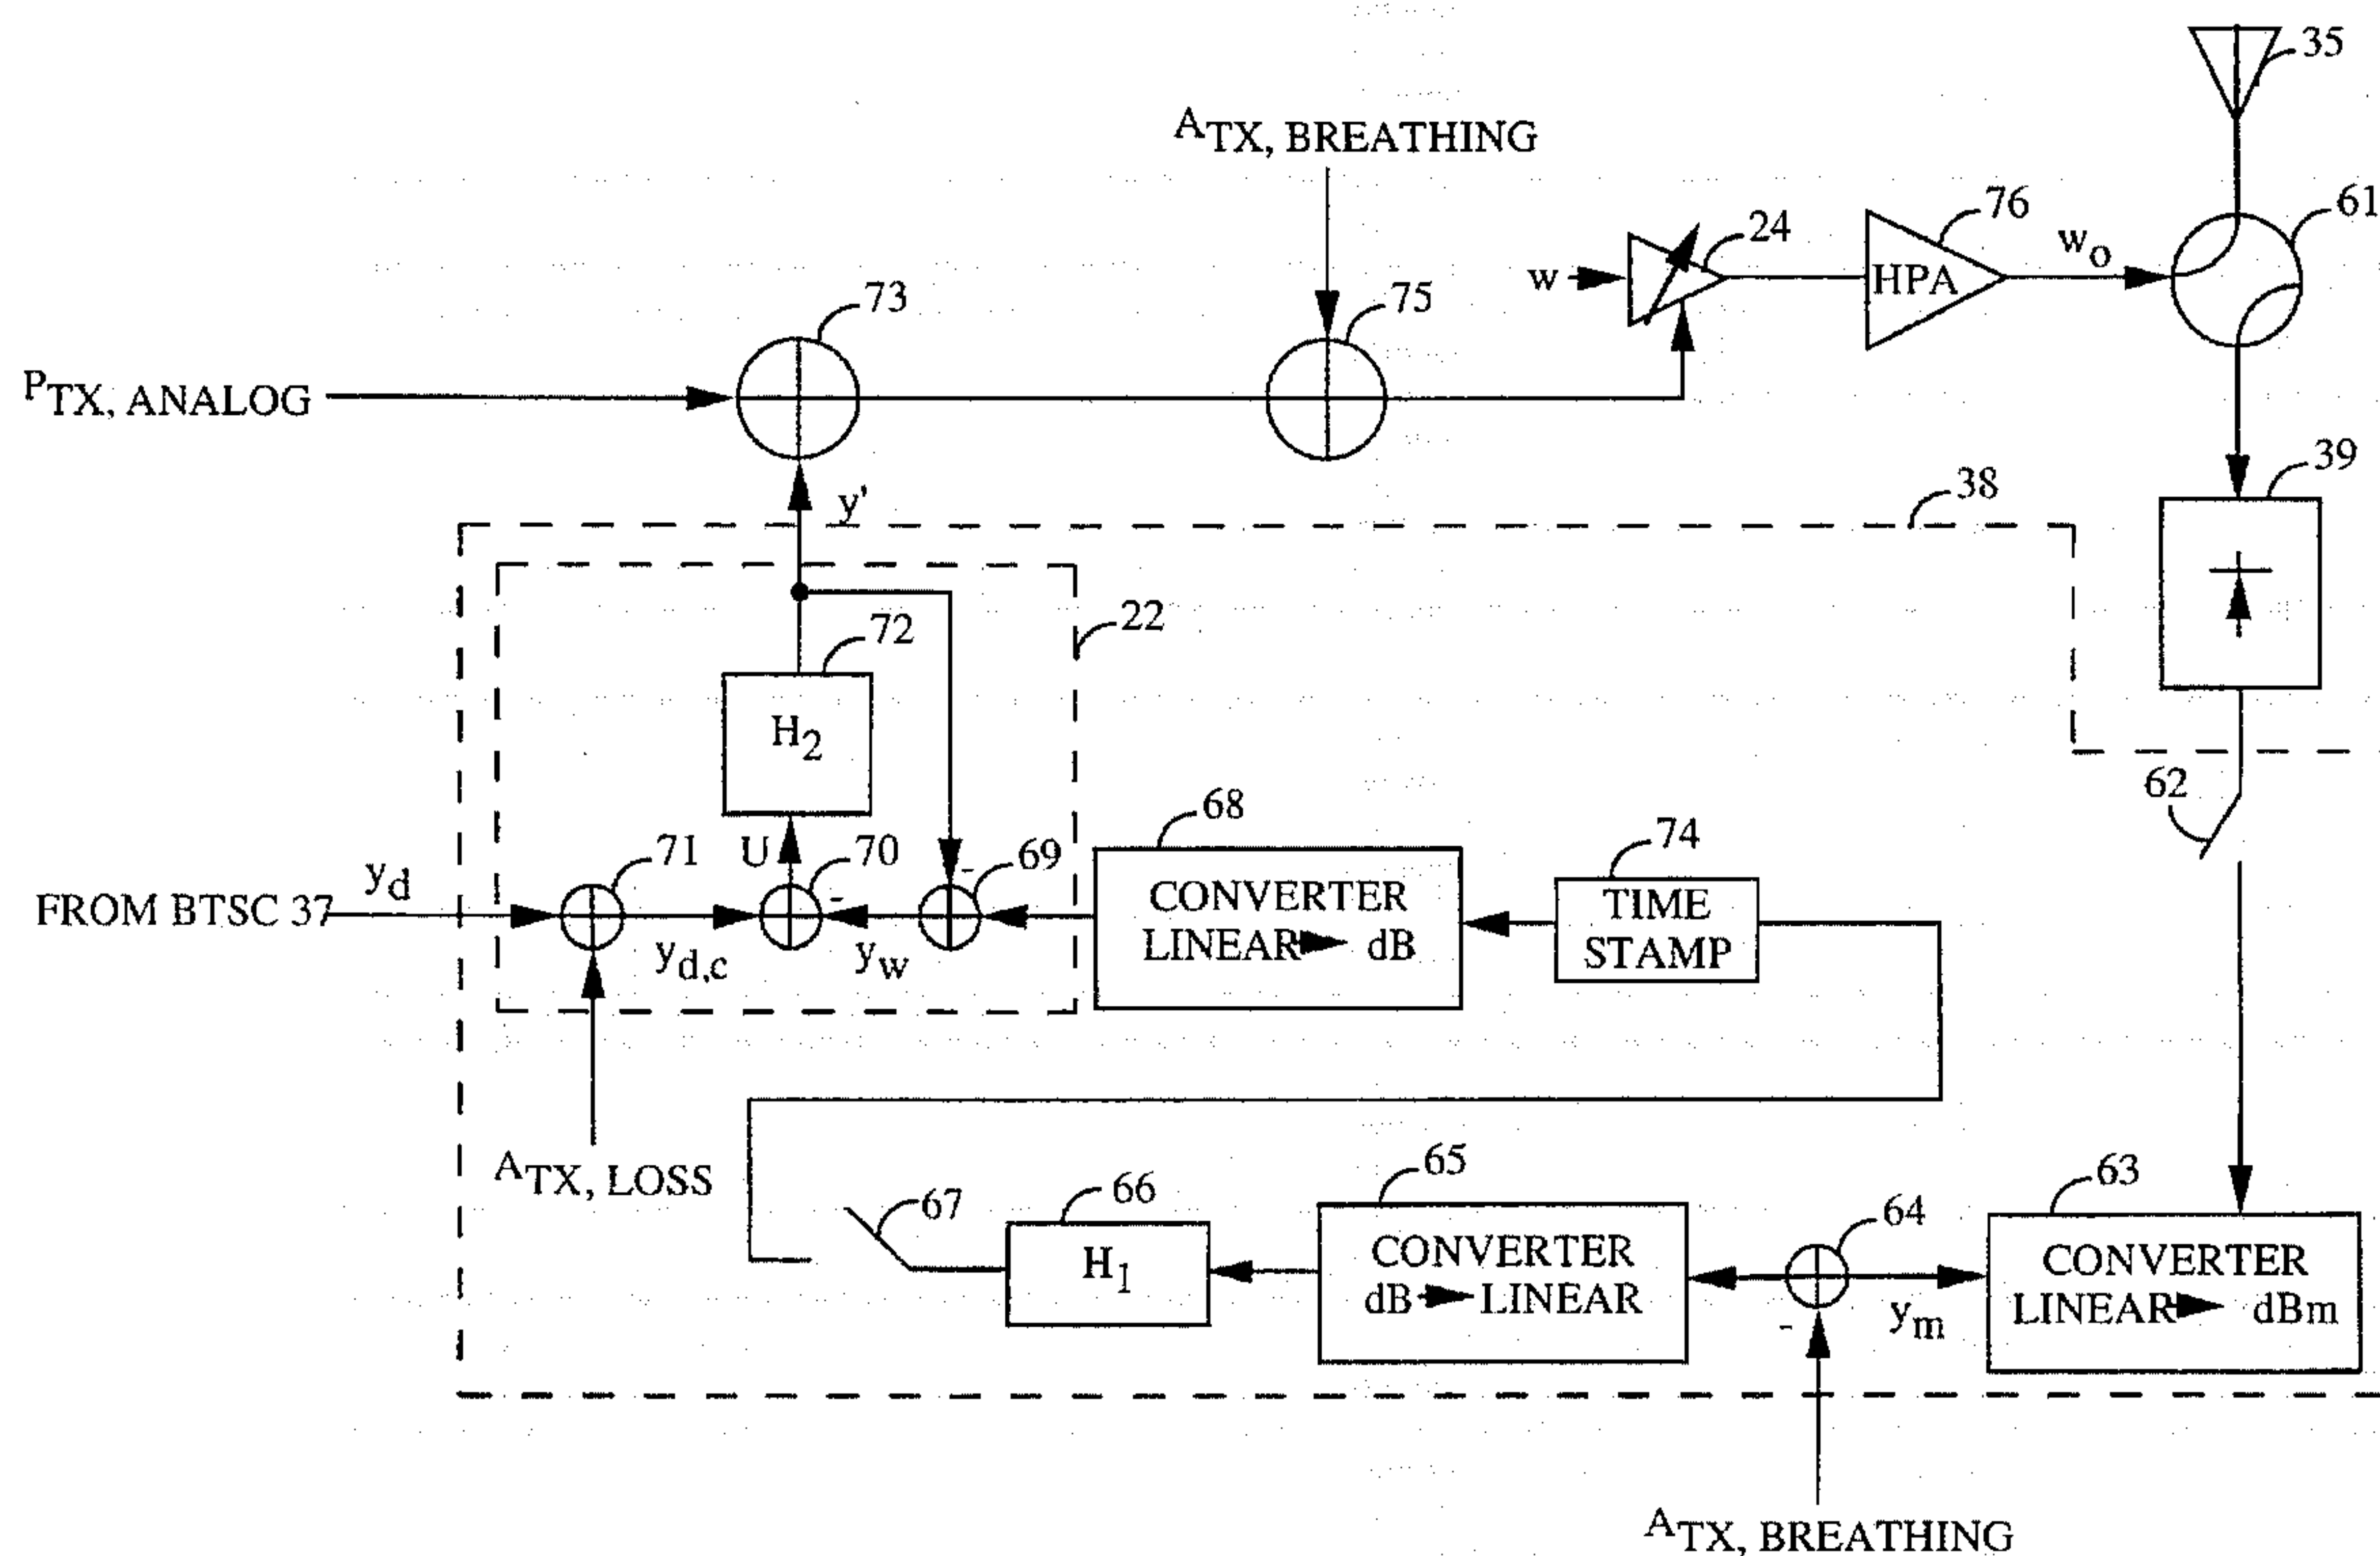 35
ATX, BREATHING
76
61
24
w
HPA
wo
73
75
PTX, ANALOG
39
y'
38
22
72
H2
62
68
74
71
U
70
69
yd
FROM BTSC 37
-
-
CONVERTER
LINEAR dB
TIME
STAMP
yd,c
yw
ATX, LOSS
67
66
H1
65
CONVERTER
dB LINEAR
64
63
CONVERTER
LINEAR dBm
-
ym
ATX, BREATHING